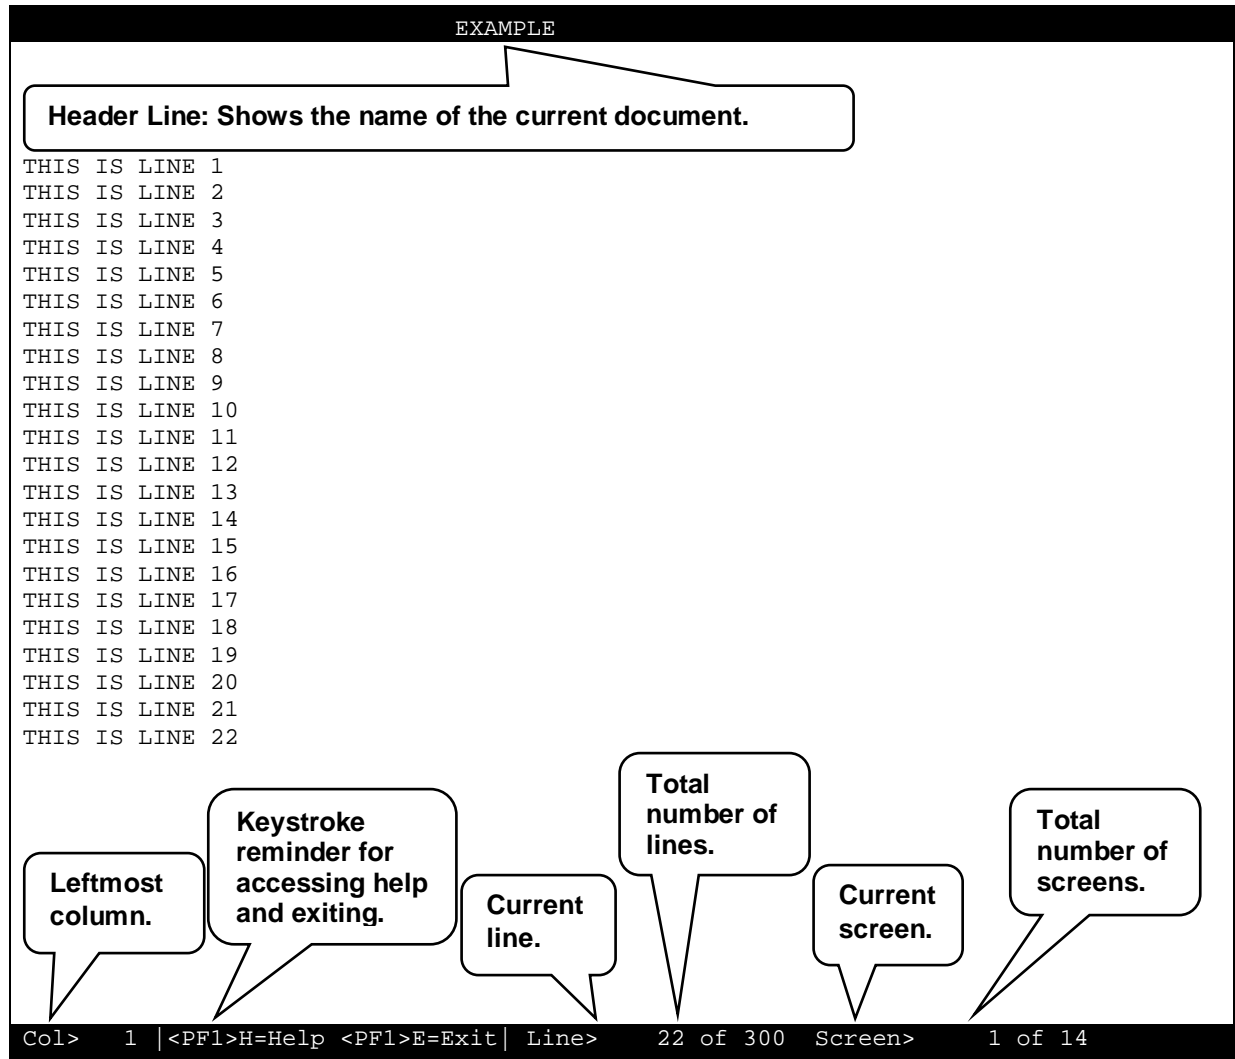 EXAMPLE
Header Line: Shows the name of the current document.
THIS IS LINE 1
THIS IS LINE 2
THIS IS LINE 3
THIS IS LINE 4
THIS IS LINE 5
THIS IS LINE 6
THIS IS LINE 7
THIS IS LINE 8
THIS IS LINE 9
THIS IS LINE 10
THIS IS LINE 11
THIS IS LINE 12
THIS IS LINE 13
THIS IS LINE 14
THIS IS LINE 15
THIS IS LINE 16
THIS IS LINE 17
THIS IS LINE 18
THIS IS LINE 19
THIS IS LINE 20
THIS IS LINE 21
THIS IS LINE 22
Leftmost
column.
Keystroke
reminder for
accessing help
and exiting.
Current
line.
Total
number of
lines.
Current
screen.
Total
number of
screens.
Col> 1 |<PF1>H=Help <PF1>E=Exit| Line> 22 of 300 Screen> 1 of 14